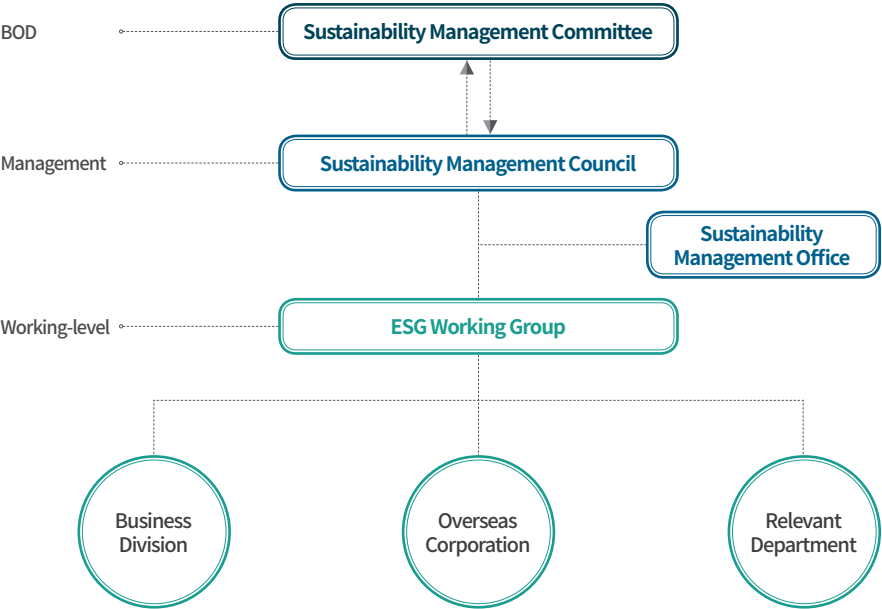 BOD
Sustainability Management Committee
Management
Sustainability Management Council
Sustainability
Management Office
Working-level
ESG Working Group
Business
Division
Overseas
Corporation
Relevant
Department